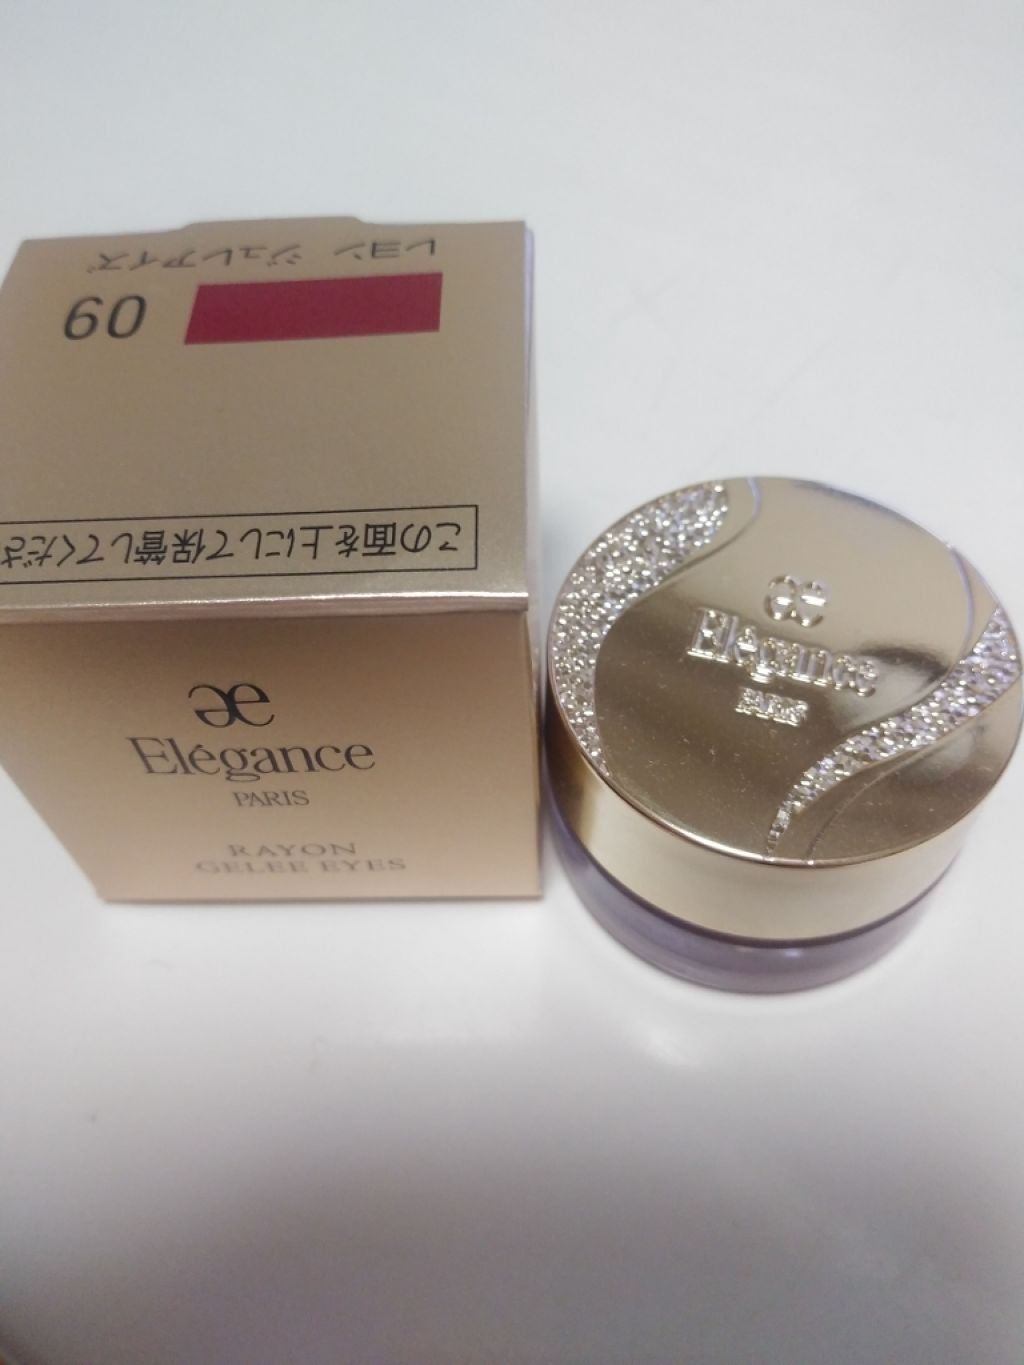 この面を上にして保管してくださ
09
レヨン ジュレアイズ
æ
Elégance
PARIS
RAYON
GELEE EYES
æ
Elégance
PARIS